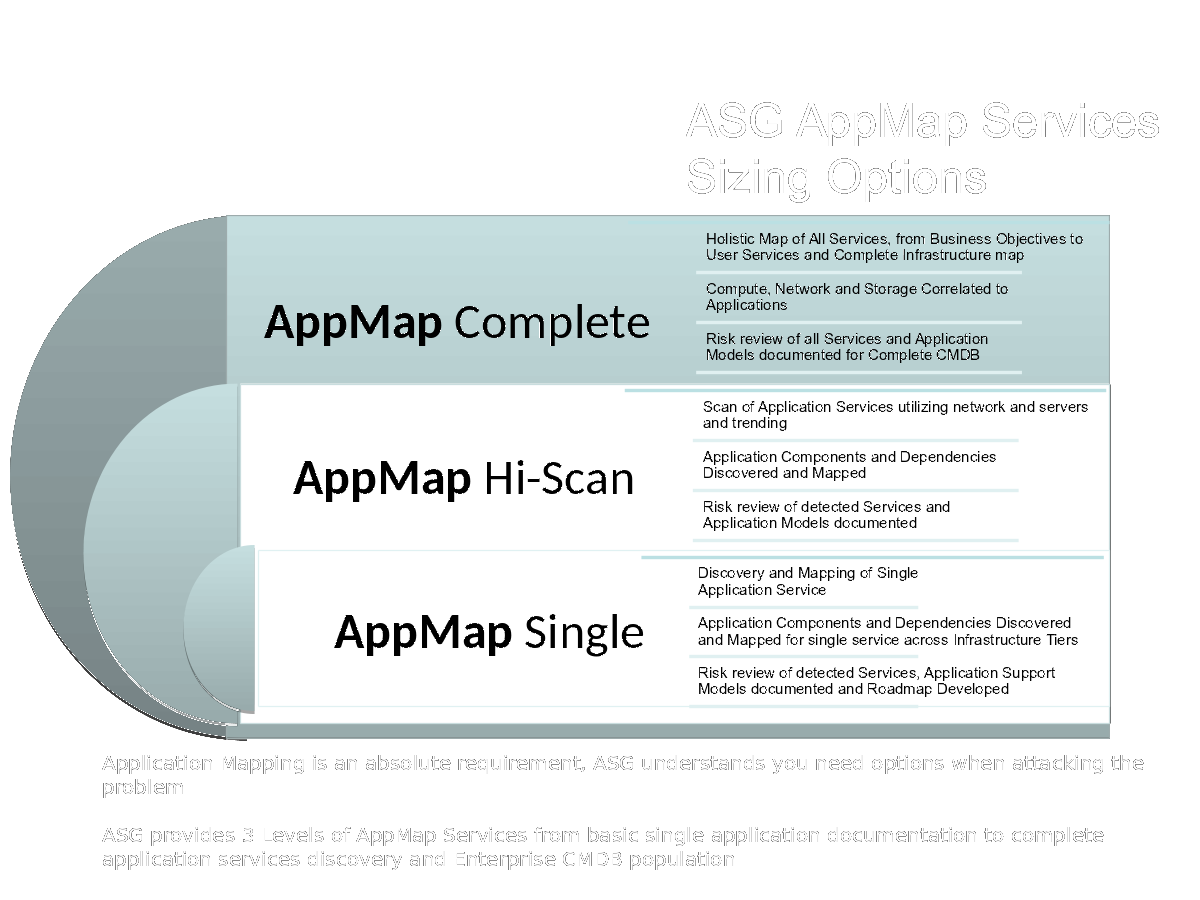 ASG AppMap Services
Sizing Options
AppMap Complete
Holistic Map of All Services, from Business Objectives to
User Services and Complete Infrastructure map
Compute, Network and Storage Correlated to
Applications
Risk review of all Services and Application
Models documented for Complete CMDB
AppMap Hi-Scan
Scan of Application Services utilizing network and servers
and trending
Application Components and Dependencies
Discovered and Mapped
Risk review of detected Services and
Application Models documented
AppMap Single
Discovery and Mapping of Single
Application Service
Application Components and Dependencies Discovered
and Mapped for single service across Infrastructure Tiers
Risk review of detected Services, Application Support
Models documented and Roadmap Developed
Application Mapping is an absolute requirement, ASG understands you need options when attacking the
problem
ASG provides 3 Levels of AppMap Services from basic single application documentation to complete
application services discovery and Enterprise CMDB population